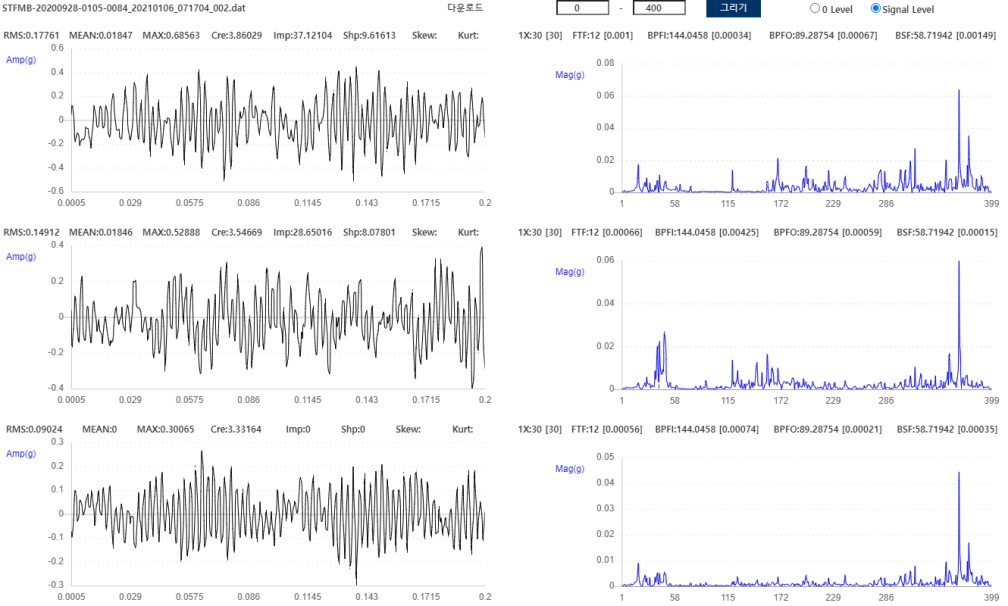 STFMB-20200928-0105-0084_20210106_071704_002.dat 다운로드 0 - 400 그리기 0 Level Signal Level
RMS:0.17761 MEAN:0.01847 MAX:0.68563 Cre:3.86029 Imp:37.12104 Shp:9.61613 Skew: Kurt: 1X:30 [30] FTF:12 [0.001] BPFI:144.0458 [0.00034] BPFO:89.28754 [0.00067] BSF:58.71942 [0.00149]
Amp(g) 0.6 0.4 0.2 0 -0.2 -0.4 -0.6
0.0005 0.029 0.0575 0.086 0.1145 0.143 0.1715 0.2
Mag(g) 0.08 0.06 0.04 0.02 0
1 58 115 172 229 286 399
RMS:0.14912 MEAN:0.01846 MAX:0.52888 Cre:3.54669 Imp:28.65016 Shp:8.07801 Skew: Kurt: 1X:30 [30] FTF:12 [0.00066] BPFI:144.0458 [0.00425] BPFO:89.28754 [0.00059] BSF:58.71942 [0.00015]
Amp(g) 0.4 0.2 0 -0.2 -0.4
0.0005 0.029 0.0575 0.086 0.1145 0.143 0.1715 0.2
Mag(g) 0.06 0.04 0.02 0
1 58 115 172 229 286 399
RMS:0.09024 MEAN:0 MAX:0.30065 Cre:3.33164 Imp:0 Shp:0 Skew: Kurt: 1X:30 [30] FTF:12 [0.00056] BPFI:144.0458 [0.00074] BPFO:89.28754 [0.00021] BSF:58.71942 [0.00035]
Amp(g) 0.3 0.2 0.1 0 -0.1 -0.2 -0.3
0.0005 0.029 0.0575 0.086 0.1145 0.143 0.1715 0.2
Mag(g) 0.05 0.04 0.03 0.02 0.01 0
1 58 115 172 229 286 399